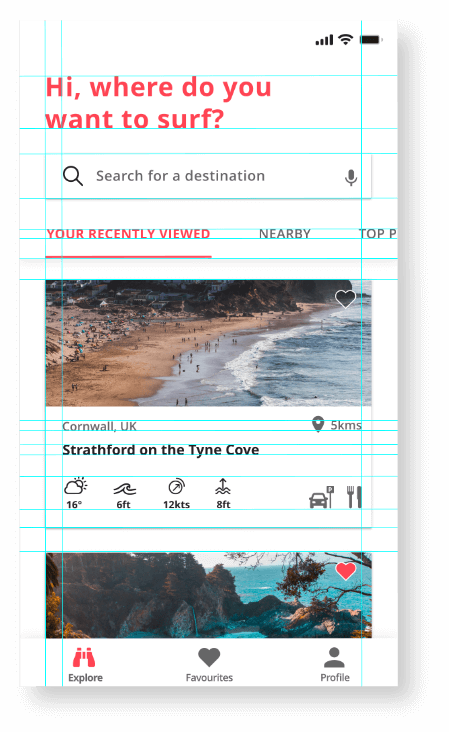 Hi, where do you
want to surf?
Search for a destination
YOUR RECENTLY VIEWED NEARBY TOP P
Cornwall, UK 5kms
Strathford on the Tyne Cove
P
16° 6ft 12kts 8ft
Explore Favourites Profile